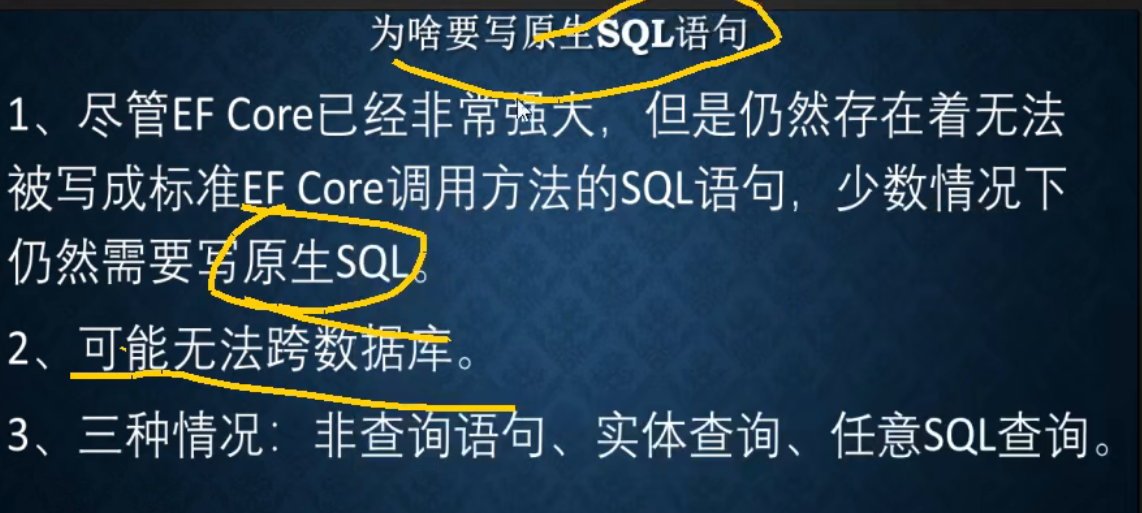 为啥要写原生SQL语句
1、尽管EF Core已经非常强大，但是仍然存在着无法
被写成标准EF Core调用方法的SQL语句，少数情况下
仍然需要写原生SQL。
2、可能无法跨数据库。
3、三种情况：非查询语句、实体查询、任意SQL查询。